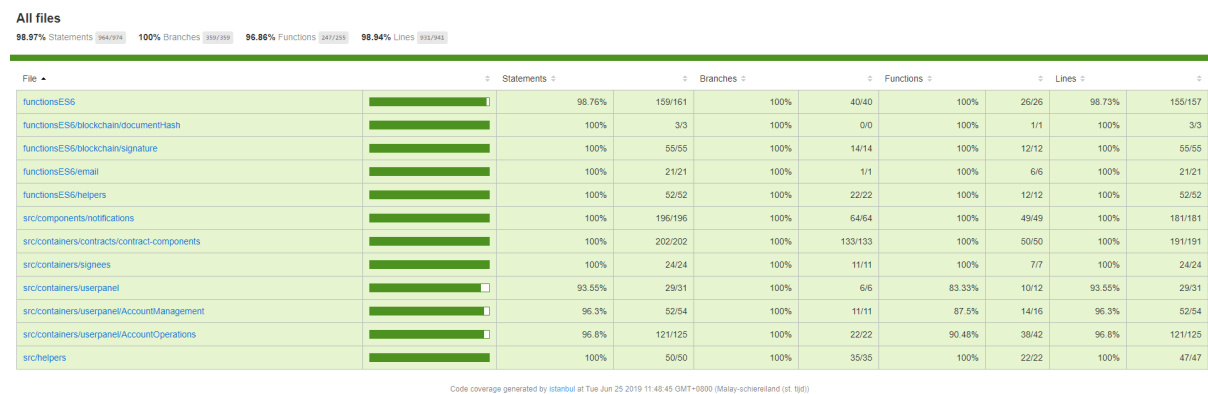 All files
98.97% Statements 964/974 100% Branches 359/359 96.86% Functions 247/255 98.94% Lines 931/941
File Statements Branches Functions Lines
functionsES6 98.76% 159/161 100% 40/40 100% 26/26 98.73% 155/157
functionsES6/blockchain/documentHash 100% 3/3 100% 0/0 100% 1/1 100% 3/3
functionsES6/blockchain/signature 100% 55/55 100% 14/14 100% 12/12 100% 55/55
functionsES6/email 100% 21/21 100% 1/1 100% 6/6 100% 21/21
functionsES6/helpers 100% 52/52 100% 22/22 100% 12/12 100% 52/52
src/components/notifications 100% 196/196 100% 64/64 100% 49/49 100% 181/181
src/containers/contracts/contract-components 100% 202/202 100% 133/133 100% 50/50 100% 191/191
src/containers/signees 100% 24/24 100% 11/11 100% 7/7 100% 24/24
src/containers/userpanel 93.55% 29/31 100% 6/6 83.33% 10/12 93.55% 29/31
src/containers/userpanel/AccountManagement 96.3% 52/54 100% 11/11 87.5% 14/16 96.3% 52/54
src/containers/userpanel/AccountOperations 96.8% 121/125 100% 22/22 90.48% 38/42 96.8% 121/125
src/helpers 100% 50/50 100% 35/35 100% 22/22 100% 47/47
Code coverage generated by istanbul at Tue Jun 25 2019 11:48:45 GMT+0800 (Malay-schiereiland (st. tijd))